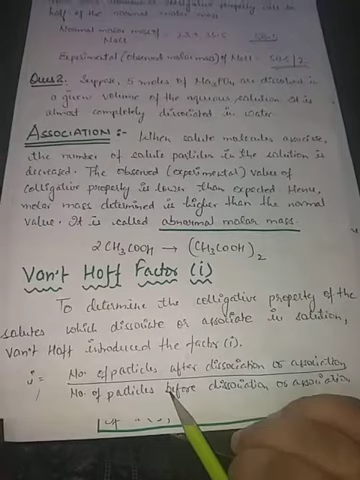 half of the normal molar mass
Normal molar mass of NaCl = 23+35.5 58.5
Experimental (observed molar mass) of NaCl = 58.5/2
Ques 2. Suppose, 5 moles of Na3PO4 are dissolved in
a given volume of the aqueous solution. It is
almost completely dissociated in water.
ASSOCIATION :- When solute molecules associate,
the number of solute particles in the solution is
decreased. The observed (experimental) value of
colligative property is lower than expected. Hence,
molar mass determined is higher than the normal
value. It is called abnormal molar mass.
2CH3COOH → (CH3COOH)2
Van't Hoff Factor (i)
To determine the colligative property of the
solutes which dissociate or associate in solution,
Van't Hoff introduced the factor (i).
i = No. of particles after dissociation or association
No. of particles before dissociation or association